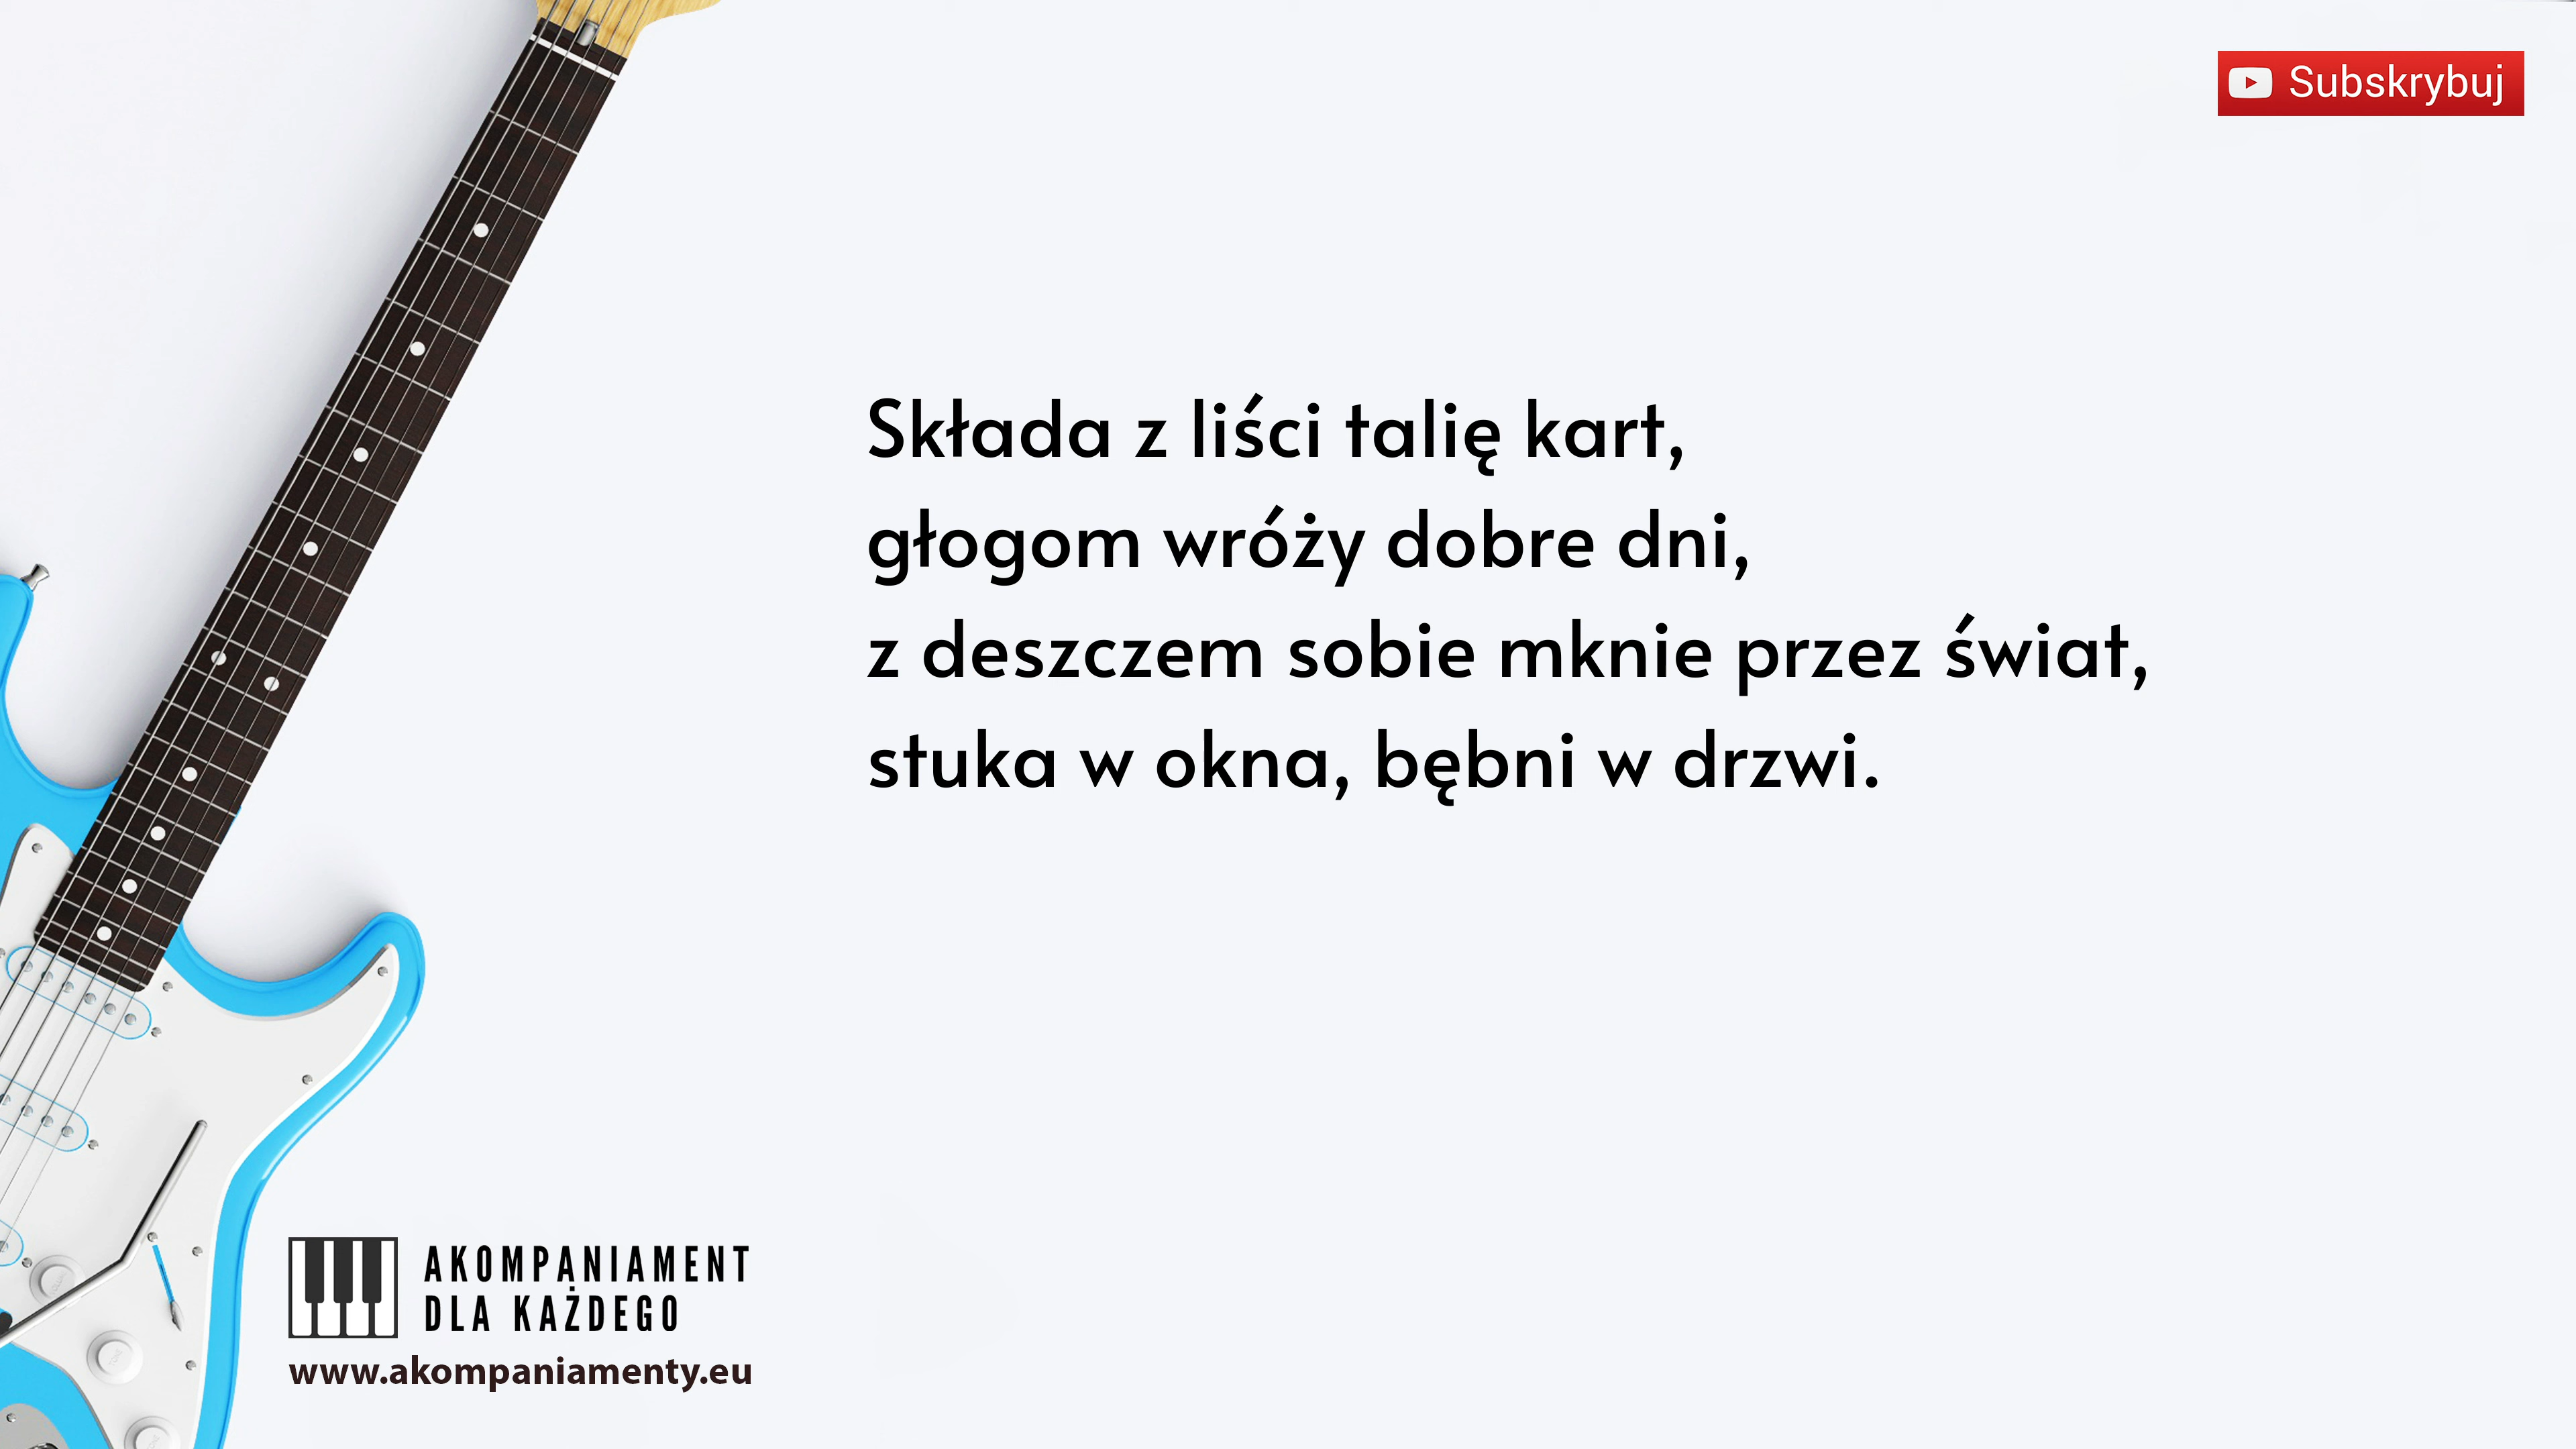 Subskrybuj
Składa z liści talię kart,
głogom wróży dobre dni,
z deszczem sobie mknie przez świat,
stuka w okna, bębni w drzwi.
AKOMPANIAMENT
DLA KAŻDEGO
www.akompaniamenty.eu